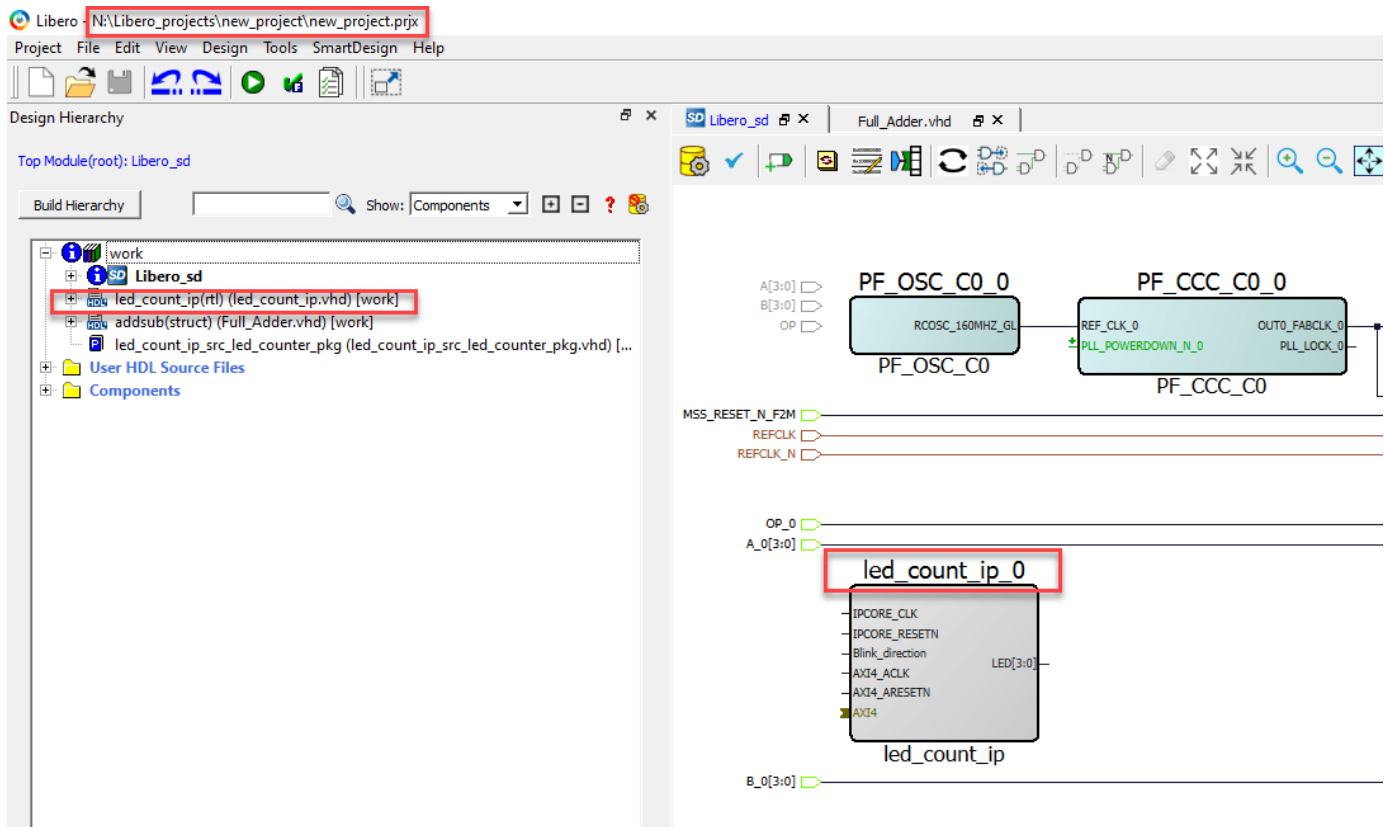 Libero - N:\Libero_projects\new_project\new_project.prjx
Project File Edit View Design Tools SmartDesign Help
Design Hierarchy
Top Module(root): Libero_sd
Build Hierarchy
Show: Components
work
Libero_sd
led_count_ip(rtl) (led_count_ip.vhd) [work]
addsub(struct) (Full_Adder.vhd) [work]
led_count_ip_src_led_counter_pkg (led_count_ip_src_led_counter_pkg.vhd) [...
User HDL Source Files
Components
Libero_sd
Full_Adder.vhd
A[3:0]
B[3:0]
OP
PF_OSC_C0_0
RCOSC_160MHZ_GL
PF_OSC_C0
PF_CCC_C0_0
REF_CLK_0
OUT0_FABCLK_0
PLL_POWERDOWN_N_0
PLL_LOCK_0
PF_CCC_C0
MSS_RESET_N_F2M
REFCLK
REFCLK_N
OP_0
A_0[3:0]
led_count_ip_0
IPCORE_CLK
IPCORE_RESETN
Blink_direction
LED[3:0]
AXI4_ACLK
AXI4_ARESETN
AXI4
led_count_ip
B_0[3:0]